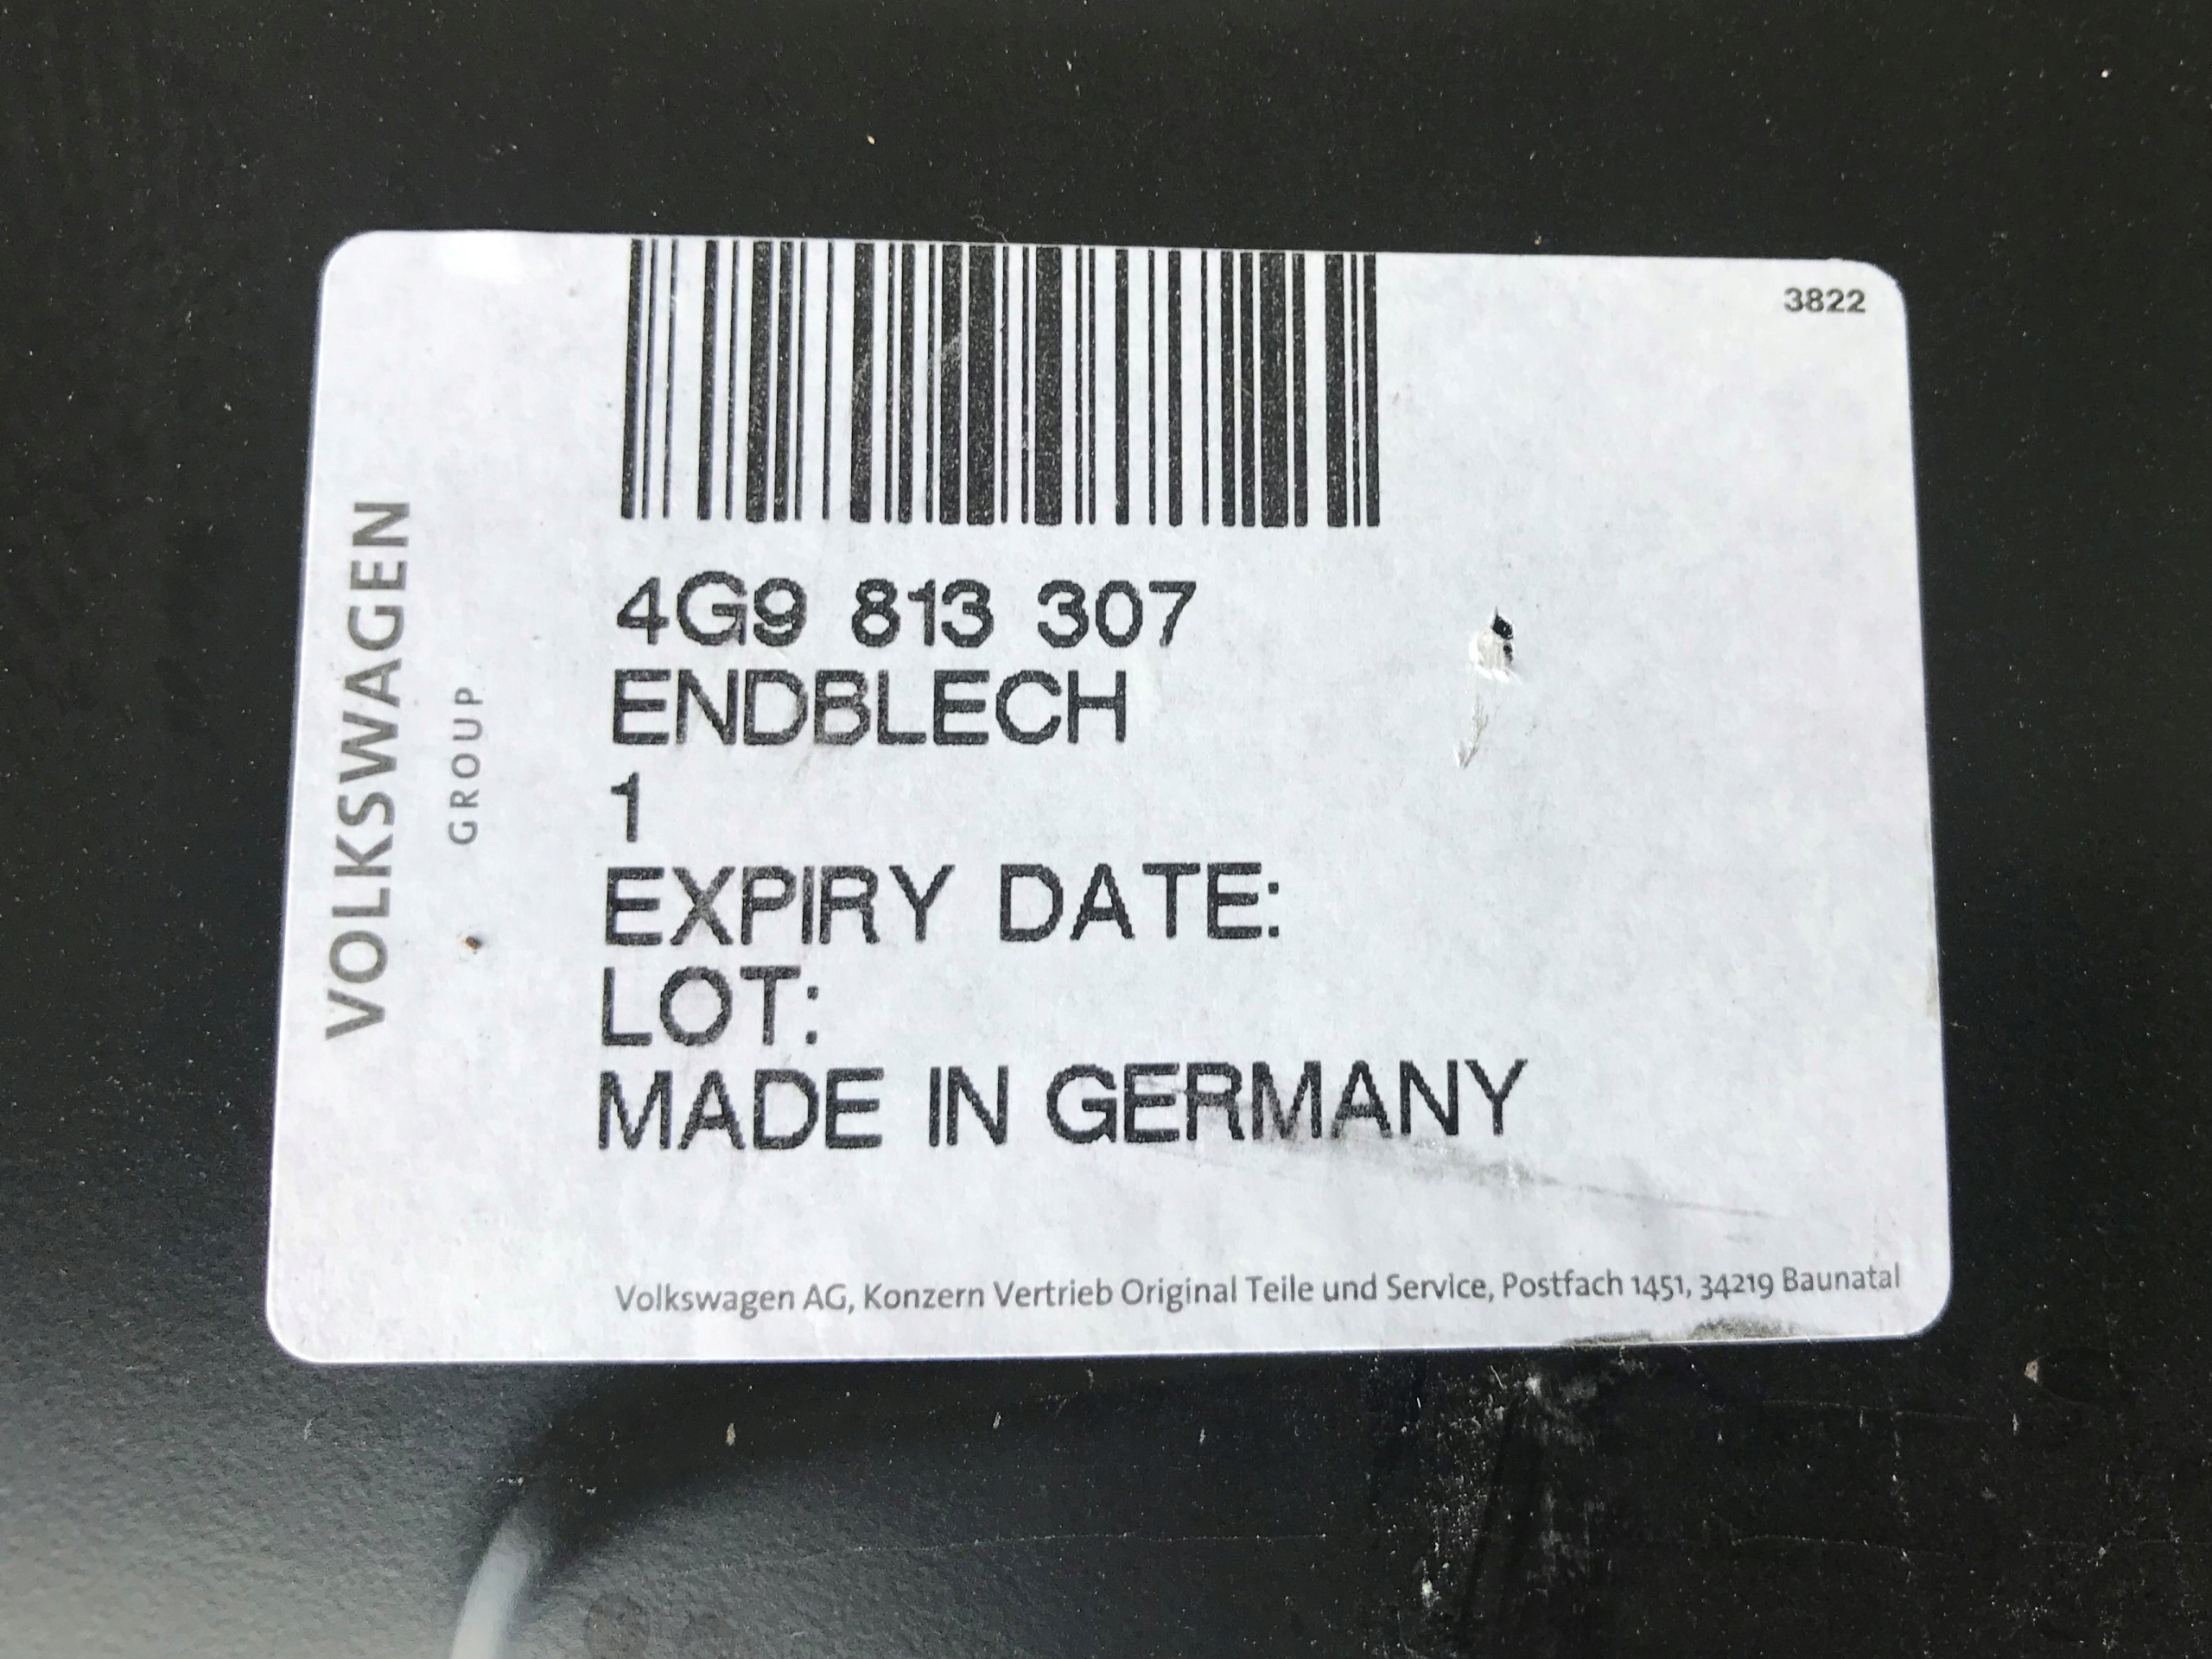 3822
VOLKSWAGEN
GROUP
4G9 813 307
ENDBLECH
1
EXPIRY DATE:
LOT:
MADE IN GERMANY
Volkswagen AG, Konzern Vertrieb Original Teile und Service, Postfach 1451, 34219 Baunatal